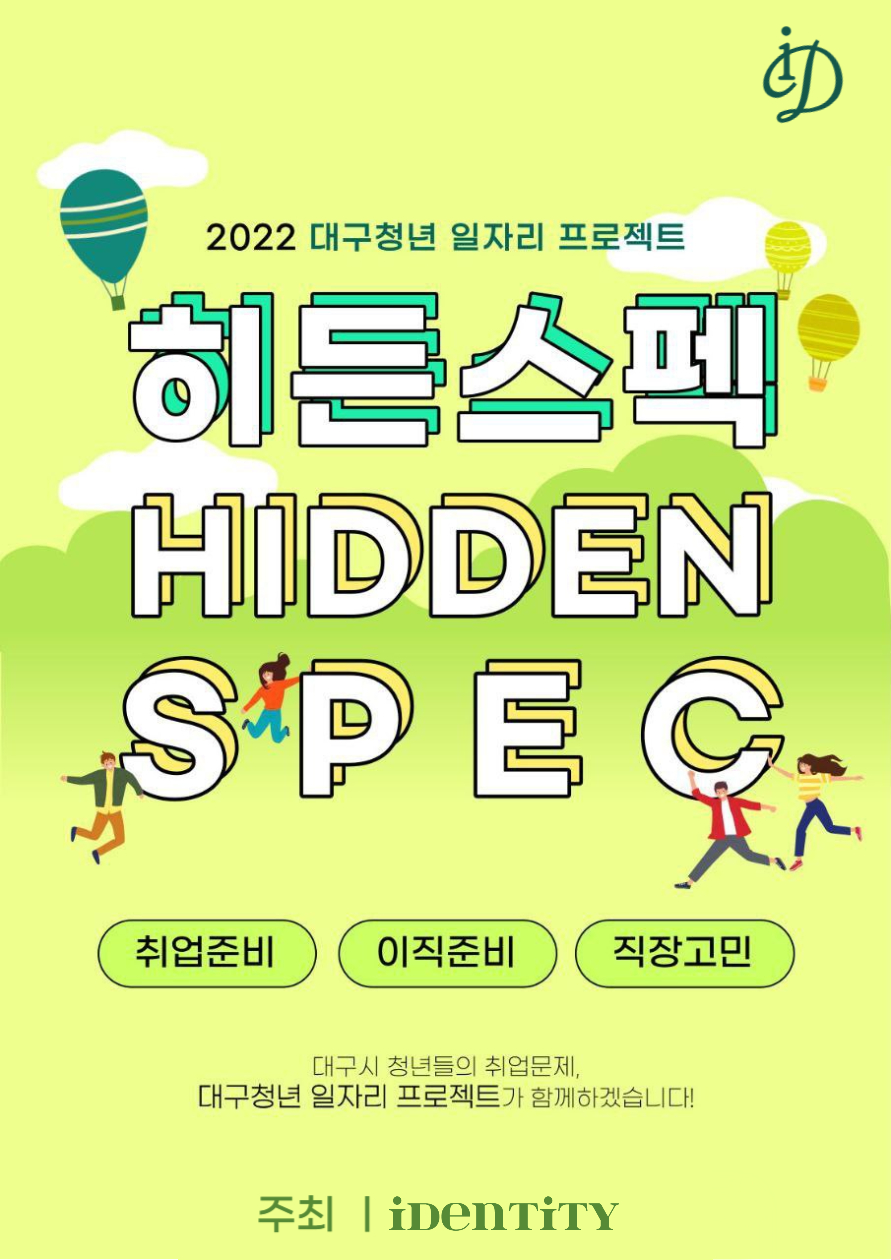 iD
2022 대구청년 일자리 프로젝트
히든스펙
HIDDEN
SPEC
취업준비 이직준비 직장고민
대구시 청년들의 취업문제,
대구청년 일자리 프로젝트가 함께하겠습니다!
주최 | iDENTiTY